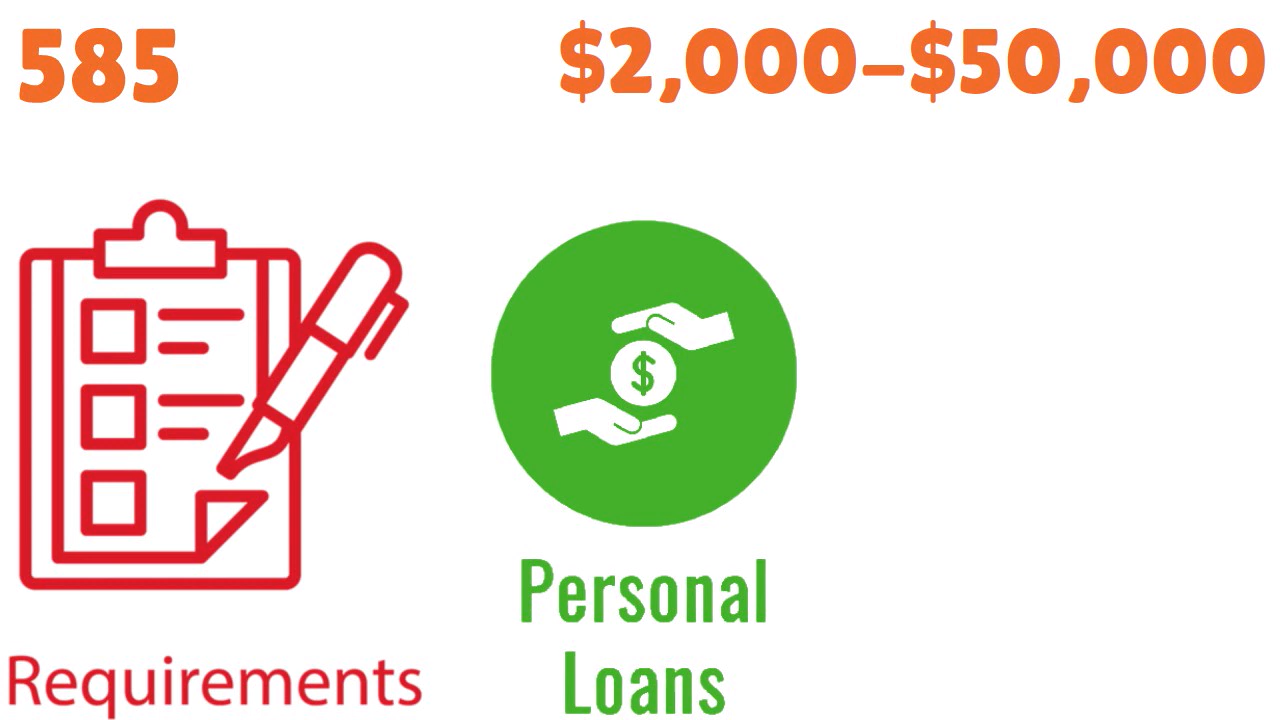 585
$2,000–$50,000
$
Personal
Loans
Requirements